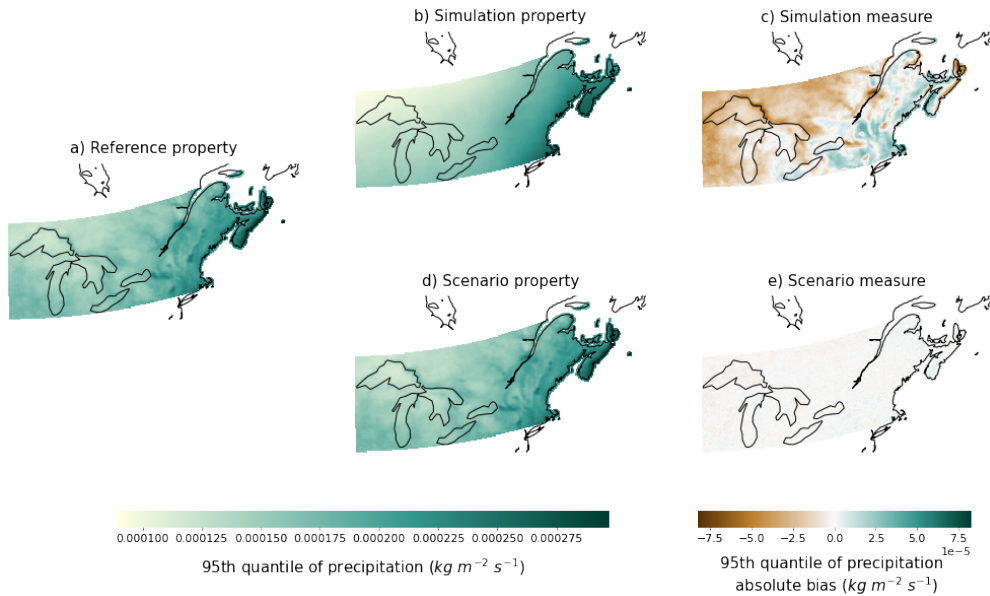 b) Simulation property
c) Simulation measure
a) Reference property
d) Scenario property
e) Scenario measure
0.000100 0.000125 0.000150 0.000175 0.000200 0.000225 0.000250 0.000275
95th quantile of precipitation (kg m⁻² s⁻¹)
−7.5 −5.0 −2.5 0.0 2.5 5.0 7.5
1e−5
95th quantile of precipitation
absolute bias (kg m⁻² s⁻¹)